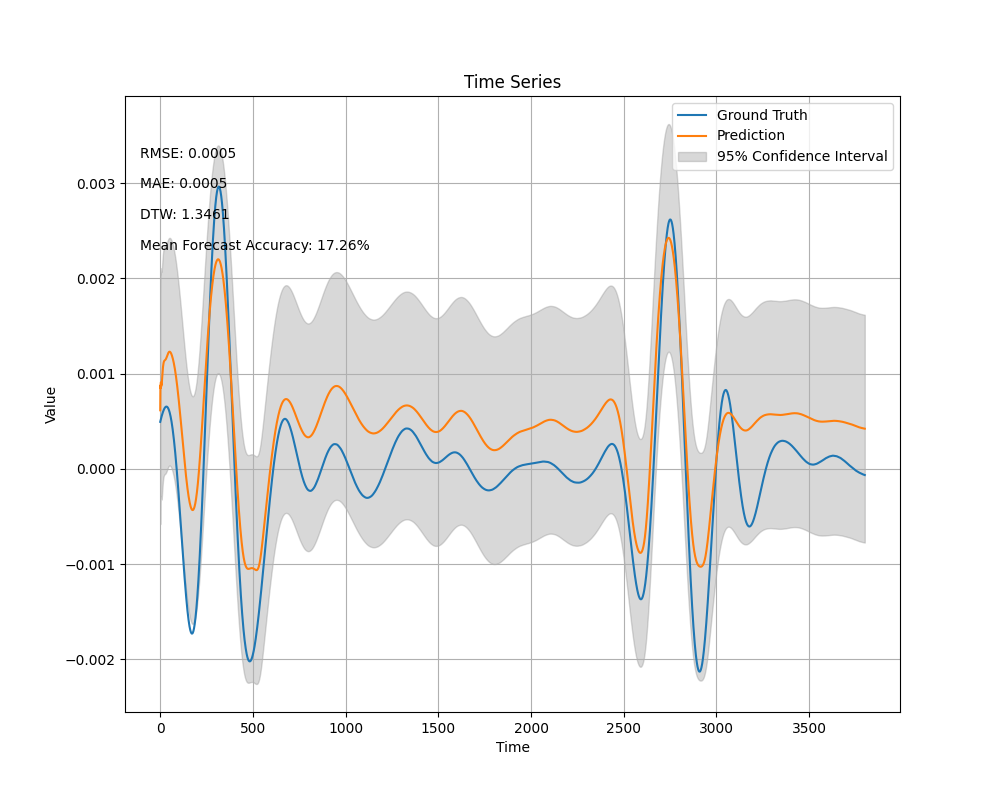 Time Series
Ground Truth
Prediction
95% Confidence Interval
RMSE: 0.0005
MAE: 0.0005
DTW: 1.3461
Mean Forecast Accuracy: 17.26%
0.003
0.002
0.001
0.000
−0.001
−0.002
Value
0 500 1000 1500 2000 2500 3000 3500
Time